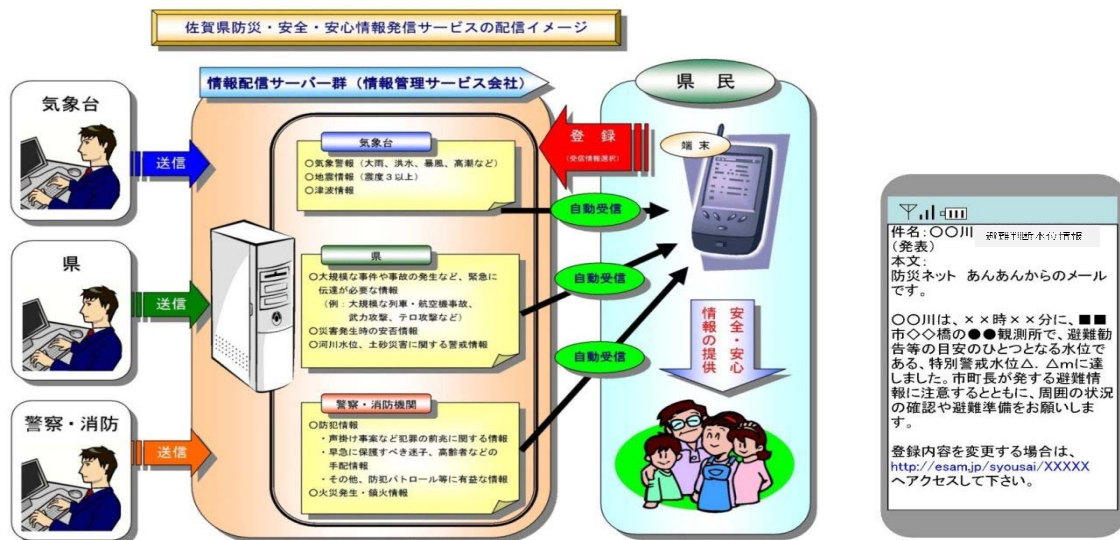 佐賀県防災・安全・安心情報発信サービスの配信イメージ
気象台
送信
県
送信
警察・消防
送信
情報配信サーバー群（情報管理サービス会社）
気象台
○気象警報（大雨、洪水、暴風、高潮など）
○地震情報（震度３以上）
○津波情報
県
○大規模な事件や事故の発生など、緊急に
伝達が必要な情報
（例：大規模な列車・航空機事故、
武力攻撃、テロ攻撃など）
○災害発生時の安否情報
○河川水位、土砂災害に関する警戒情報
警察・消防機関
○防犯情報
・声掛け事案など犯罪の前兆に関する情報
・早急に保護すべき迷子、高齢者などの
手配情報
・その他、防犯パトロール等に有益な情報
○火災発生・鎮火情報
県民
登録
（受信情報選択）
端末
自動受信
自動受信
自動受信
安全・安心
情報の提供
件名：○○川 避難判断水位情報
（発表）
本文：
防災ネット あんあんからのメール
です。
○○川は、××時××分に、■■
市◇◇橋の●●観測所で、避難勧
告等の目安のひとつとなる水位で
ある、特別警戒水位△．△mに達
しました。市町長が発する避難情
報に注意するとともに、周囲の状況
の確認や避難準備をお願いしま
す。
登録内容を変更する場合は、
http://esam.jp/syousai/XXXXX
へアクセスして下さい。